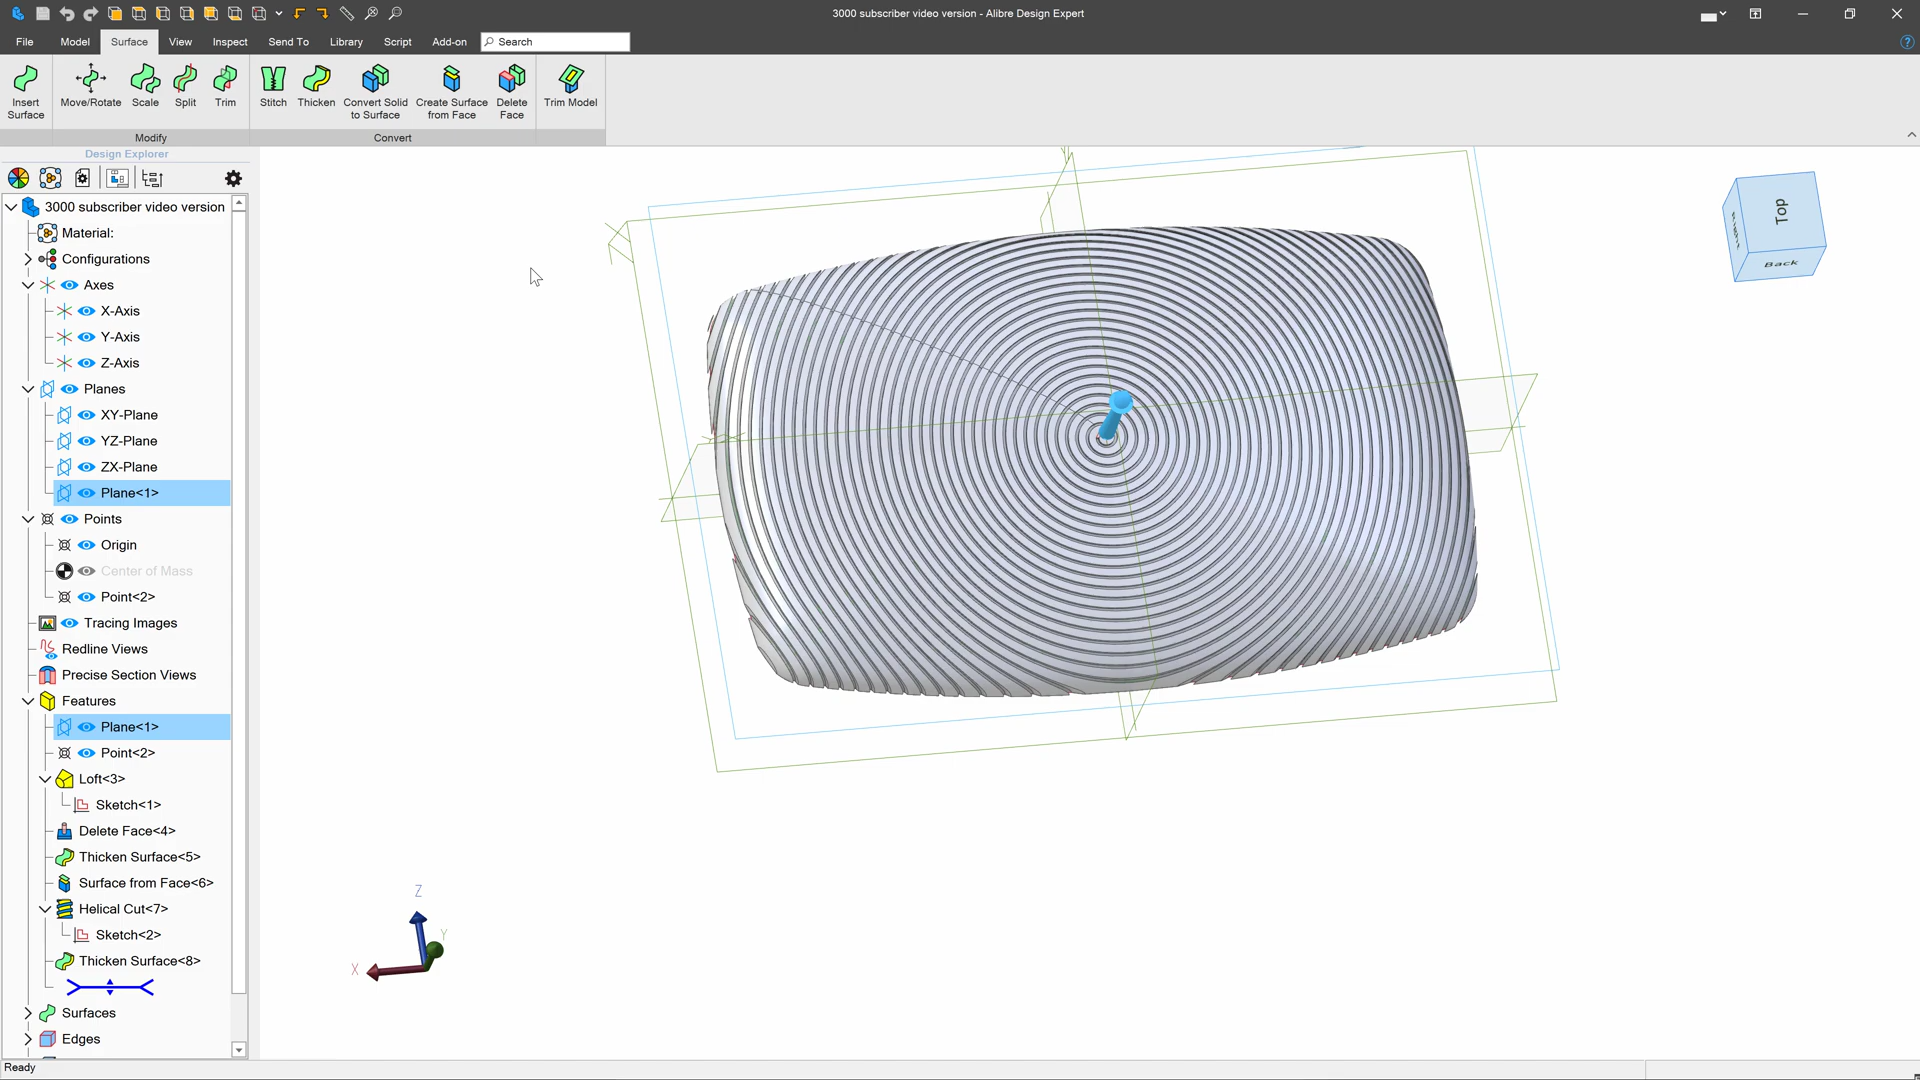 3000 subscriber video version - Alibre Design Expert
File Model Surface View Inspect Send To Library Script Add-on Search
Insert Surface
Move/Rotate
Scale
Split
Trim
Stitch
Thicken
Convert Solid to Surface
Create Surface from Face
Delete Face
Trim Model
Modify
Convert
Design Explorer
3000 subscriber video version
Material:
Configurations
Axes
X-Axis
Y-Axis
Z-Axis
Planes
XY-Plane
YZ-Plane
ZX-Plane
Plane<1>
Points
Origin
Center of Mass
Point<2>
Tracing Images
Redline Views
Precise Section Views
Features
Plane<1>
Point<2>
Loft<3>
Sketch<1>
Delete Face<4>
Thicken Surface<5>
Surface from Face<6>
Helical Cut<7>
Sketch<2>
Thicken Surface<8>
Surfaces
Edges
Top
Right
Back
Z
Y
X
Ready